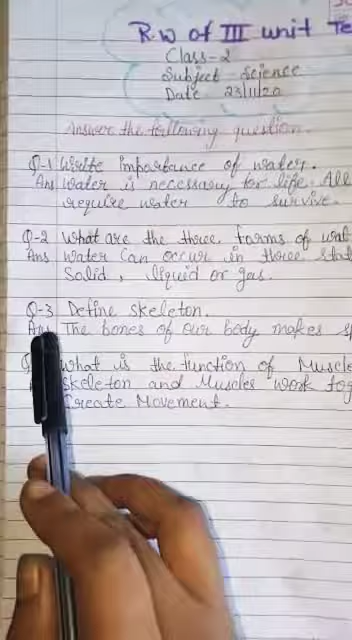 R.W of III unit Te
Class-2
Subject - Science
Date: 23/11/20
Answer the following question.
Q-1 Write importance of water.
Ans Water is necessary for life. All
require water to survive.
Q-2 What are the three forms of wat
Ans Water Can occur in three stat
Solid, liquid or gas.
Q-3 Define Skeleton.
Ans The bones of our body makes s
Q What is the function of Muscle
Skeleton and Muscles work tog
Create Movement.